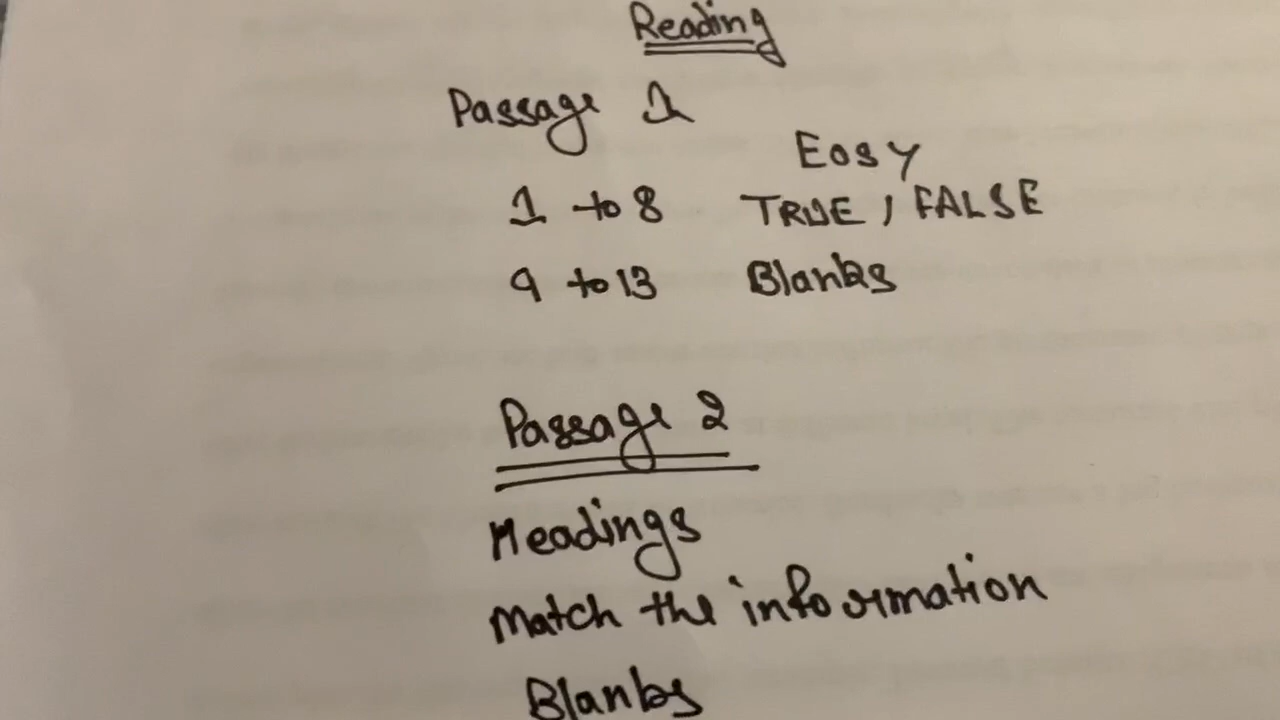 Reading
Passage 1
Easy
1 to 8 TRUE, FALSE
9 to 13 Blanks
Passage 2
Headings
Match the information
Blanks